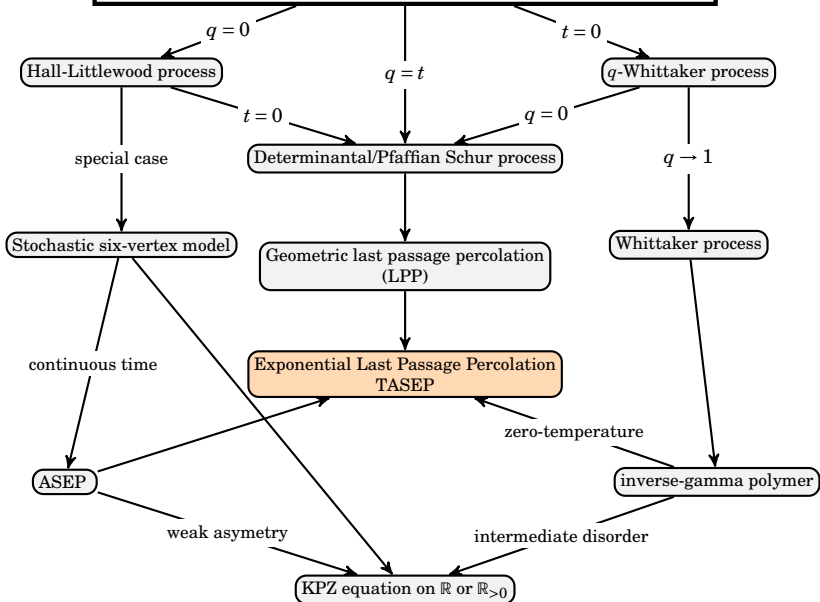 q = 0
t = 0
Hall-Littlewood process
q = t
q-Whittaker process
t = 0
q = 0
special case
Determinantal/Pfaffian Schur process
q → 1
Stochastic six-vertex model
Geometric last passage percolation
(LPP)
Whittaker process
continuous time
Exponential Last Passage Percolation
TASEP
zero-temperature
ASEP
inverse-gamma polymer
weak asymetry
intermediate disorder
KPZ equation on ℝ or ℝ>0